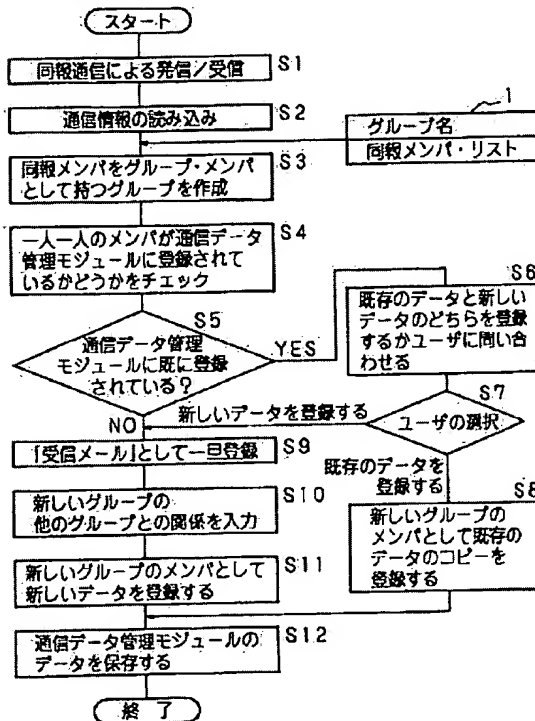 スタート
同報通信による発信/受信
S1
通信情報の読み込み
S2
1
グループ名
同報メンバ・リスト
同報メンバをグループ・メンバ
として持つグループを作成
S3
一人一人のメンバが通信データ
管理モジュールに登録されて
いるかどうかをチェック
S4
S5
通信データ管理
モジュールに既に登録
されている?
YES
NO
S6
既存のデータと新しい
データのどちらを登録
するかユーザに問い合
わせる
S7
ユーザの選択
新しいデータを登録する
既存のデータを
登録する
S8
新しいグループの
メンバとして既存の
データのコピーを
登録する
「受信メール」として一旦登録
S9
新しいグループの
他のグループとの関係を入力
S10
新しいグループのメンバとして
新しいデータを登録する
S11
通信データ管理モジュールの
データを保存する
S12
終了